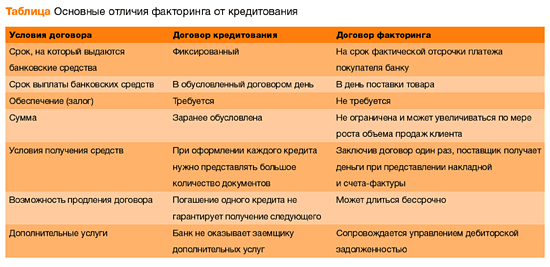 Таблица Основные отличия факторинга от кредитования
Условия договора Договор кредитования Договор факторинга
Срок, на который выдаются Фиксированный На срок фактической отсрочки платежа
банковские средства покупателя банку
Срок выплаты банковских средств В обусловленный договором день В день поставки товара
Обеспечение (залог) Требуется Не требуется
Сумма Заранее обусловлена Не ограничена и может увеличиваться по мере
роста объема продаж клиента
Условия получения средств При оформлении каждого кредита Заключив договор один раз, поставщик получает
нужно представлять большое деньги при представлении накладной
количество документов и счета-фактуры
Возможность продления договора Погашение одного кредита не Может длиться бессрочно
гарантирует получение следующего
Дополнительные услуги Банк не оказывает заемщику Сопровождается управлением дебиторской
дополнительных услуг задолженностью